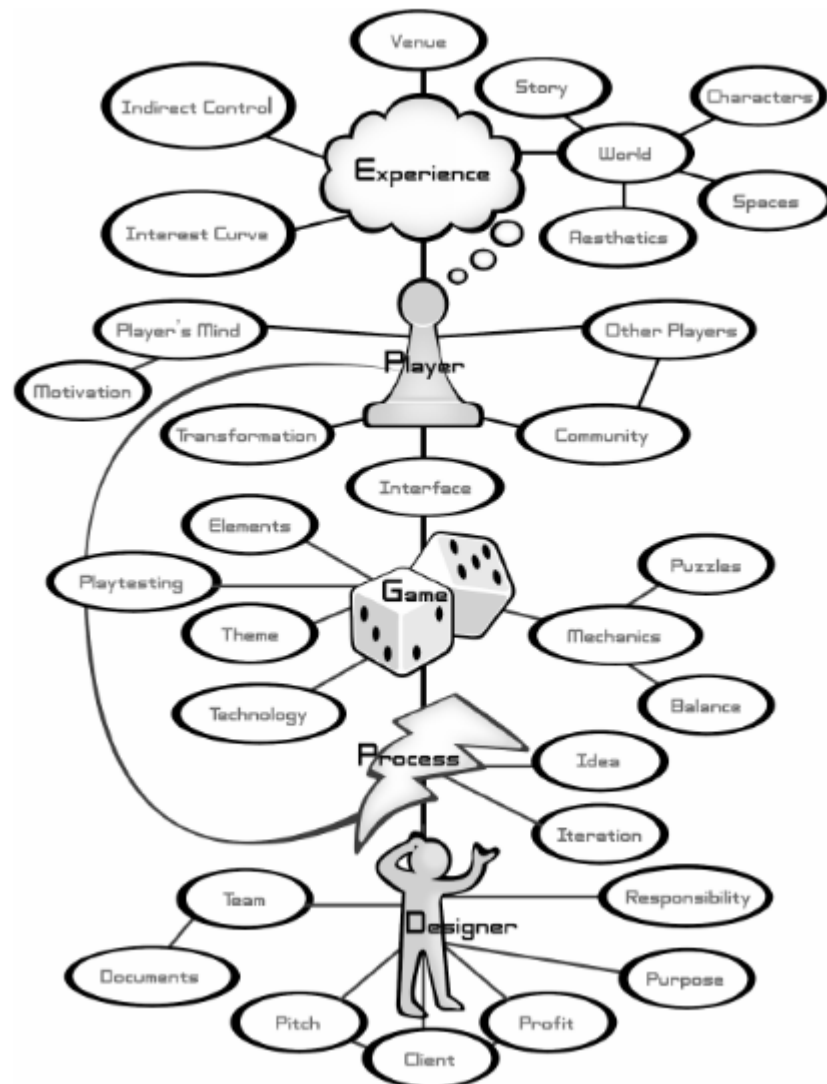 Venue
Story
Characters
Indirect Control
World
Experience
Spaces
Interest Curve
Aesthetics
Player's Mind
Other Players
Player
Motivation
Transformation
Community
Interface
Elements
Puzzles
Playtesting
Game
Theme
Mechanics
Technology
Balance
Process
Idea
Iteration
Team
Responsibility
Designer
Documents
Purpose
Pitch
Profit
Client